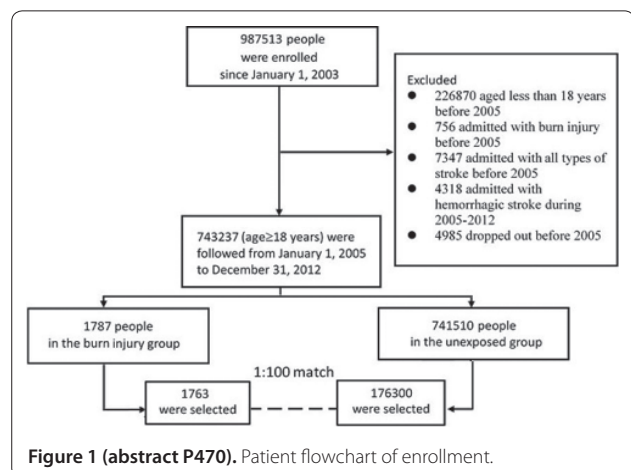 987513 people
were enrolled
since January 1, 2003
Excluded
● 226870 aged less than 18 years
before 2005
● 756 admitted with burn injury
before 2005
● 7347 admitted with all types of
stroke before 2005
● 4318 admitted with
hemorrhagic stroke during
2005-2012
● 4985 dropped out before 2005
743237 (age≥18 years) were
followed from January 1, 2005
to December 31, 2012
1787 people
in the burn injury group
741510 people
in the unexposed group
1:100 match
1763
were selected
176300
were selected
Figure 1 (abstract P470). Patient flowchart of enrollment.